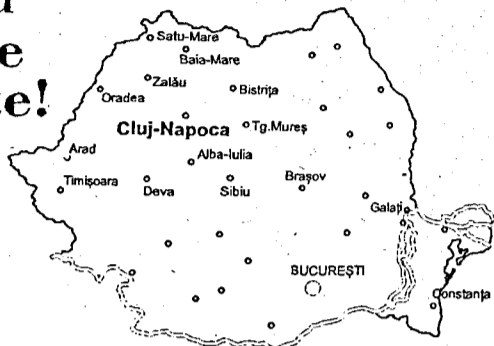 e
e!
Satu-Mare
Baia-Mare
Zalău
Oradea
Bistrița
Cluj-Napoca
Tg.Mureș
Arad
Alba-Iulia
Timișoara
Deva
Sibiu
Brașov
Galați
BUCUREȘTI
Constanța